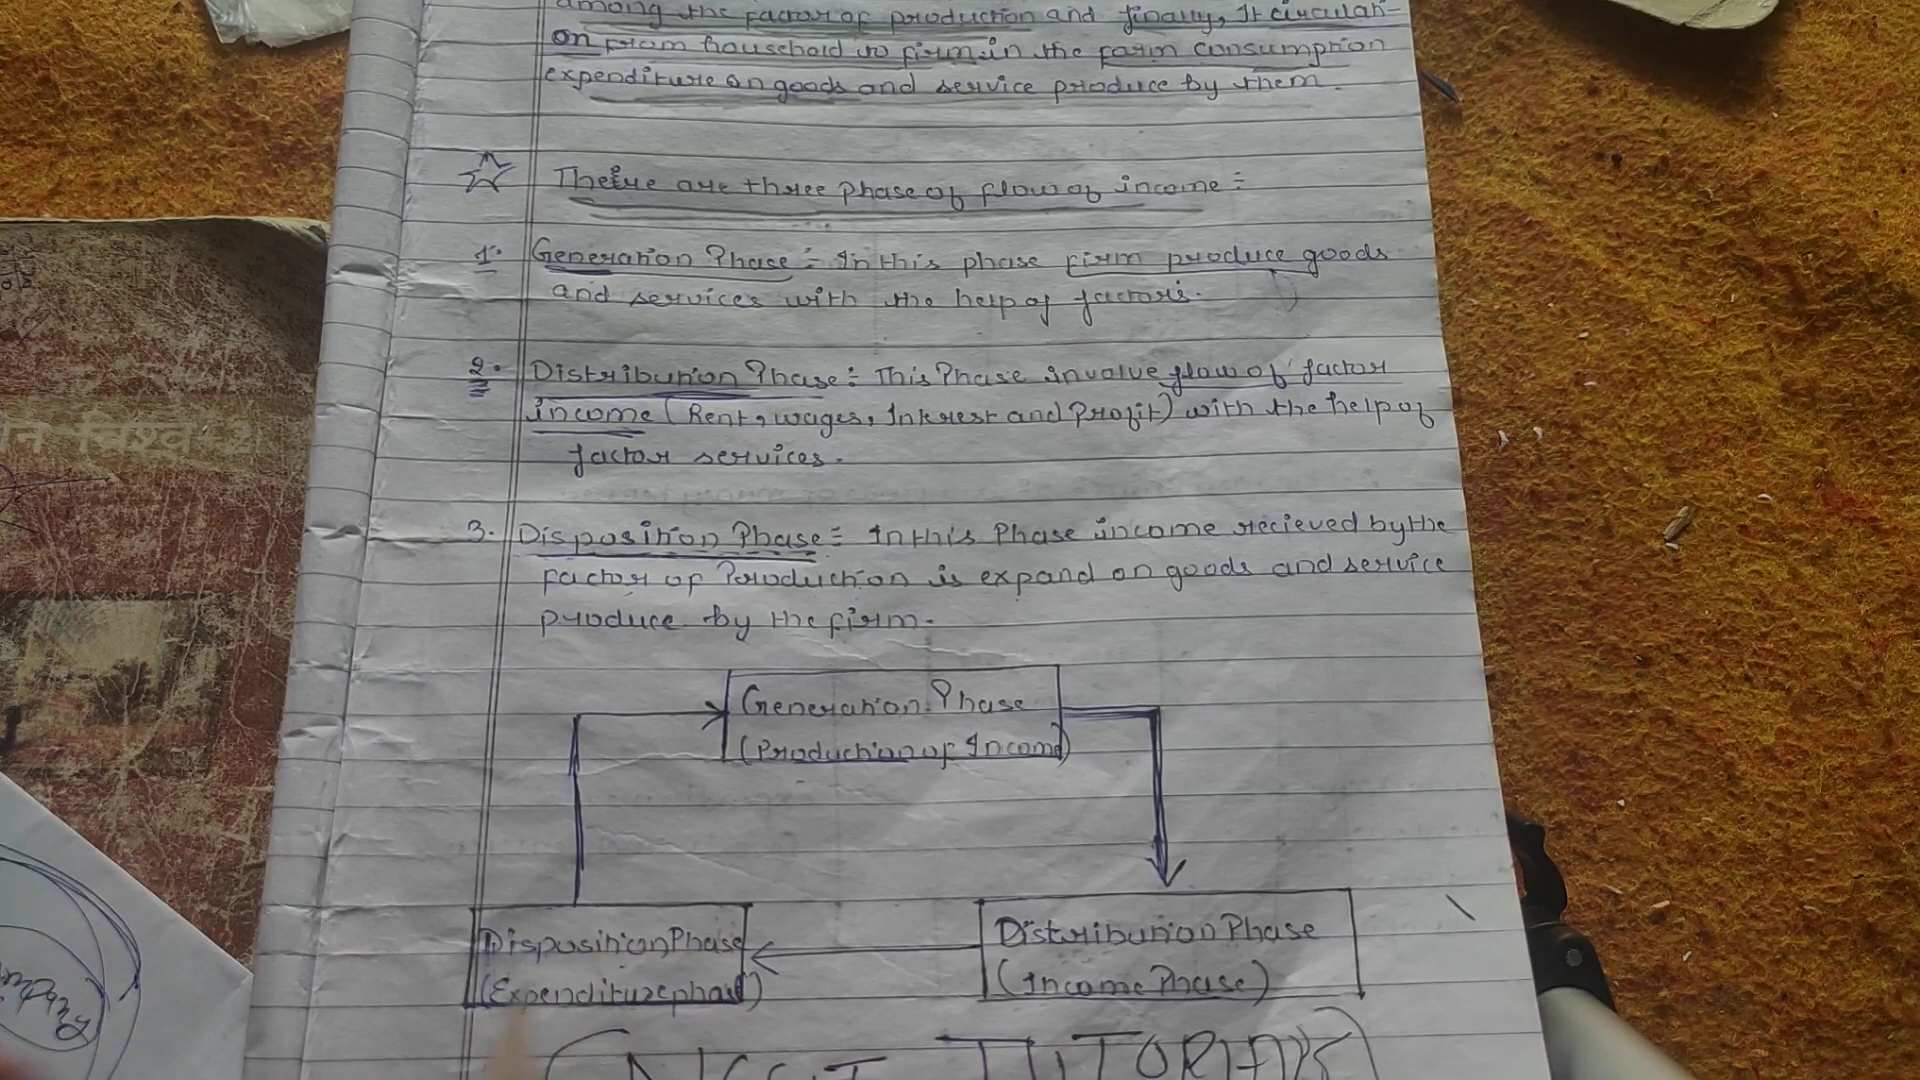 among the factor of production and finally, It circulati-
on from household to firm in the form consumption
expenditure on goods and service produce by them.
There are three phase of flow of income :
1. Generation Phase : In this phase firm produce goods
and services with the help of factors.
2. Distribution Phase : This Phase involve flow of factor
income (Rent, wages, Interest and Profit) with the help of
factor services.
3. Disposition Phase : In this Phase income recieved by the
factor of Production is expand on goods and service
produce by the firm.
Generation Phase
(Production of Income)
Disposition Phase
(Expenditure phase)
Distribution Phase
(Income Phase)
TUTORIALS
न विश्व